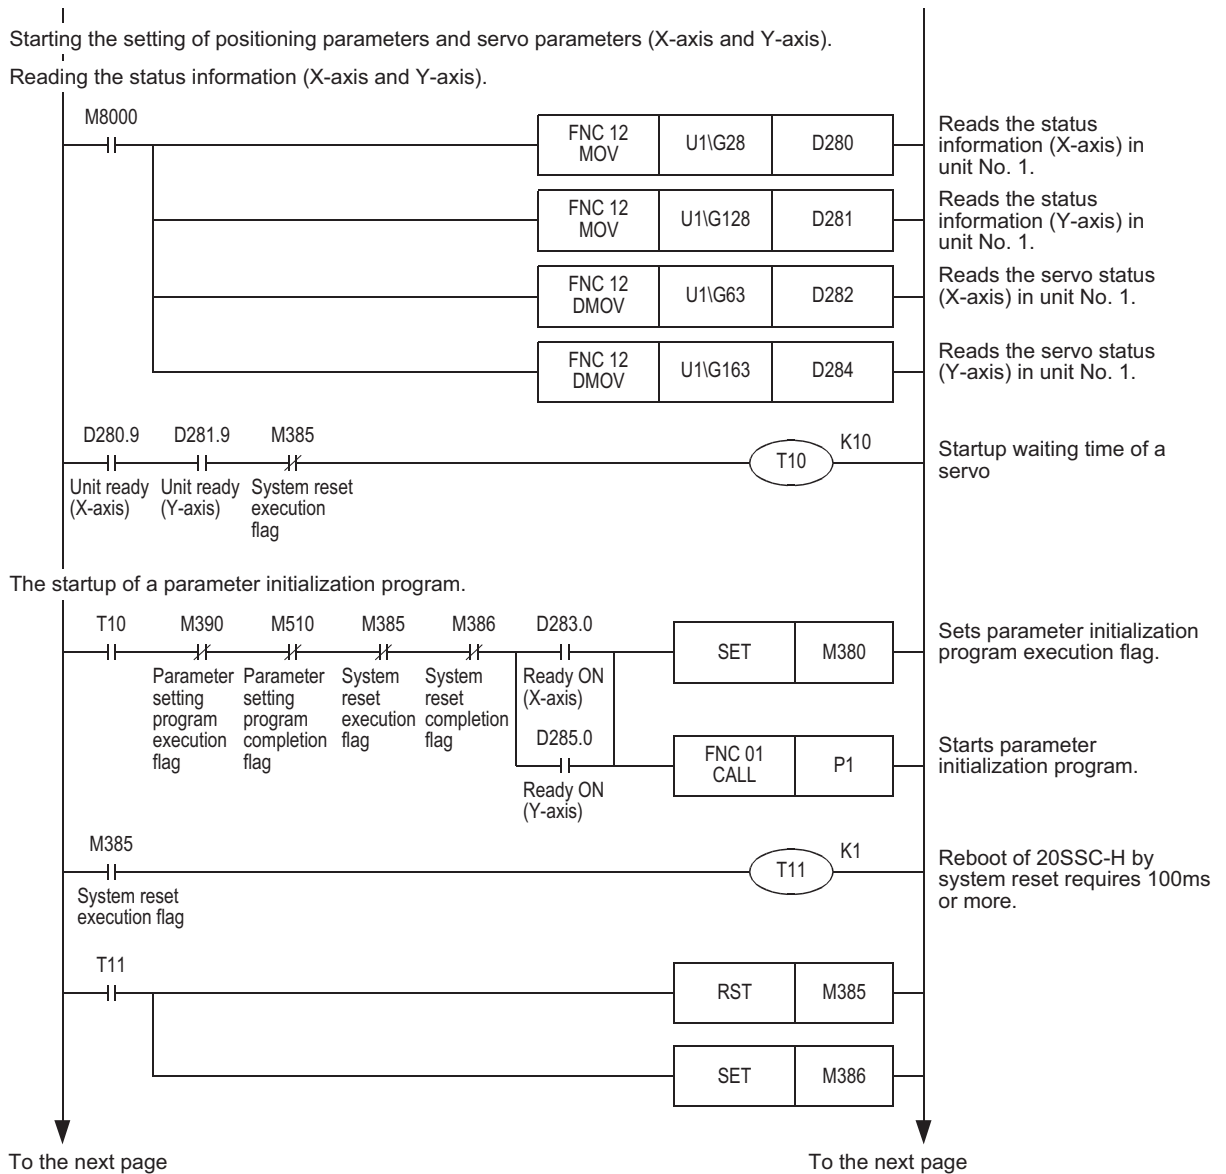 Starting the setting of positioning parameters and servo parameters (X-axis and Y-axis).
Reading the status information (X-axis and Y-axis).
M8000
FNC 12
MOV
U1\G28
D280
Reads the status
information (X-axis) in
unit No. 1.
FNC 12
MOV
U1\G128
D281
Reads the status
information (Y-axis) in
unit No. 1.
FNC 12
DMOV
U1\G63
D282
Reads the servo status
(X-axis) in unit No. 1.
FNC 12
DMOV
U1\G163
D284
Reads the servo status
(Y-axis) in unit No. 1.
D280.9
Unit ready
(X-axis)
D281.9
Unit ready
(Y-axis)
M385
System reset
execution
flag
T10
K10
Startup waiting time of a
servo
The startup of a parameter initialization program.
T10
M390
Parameter
setting
program
execution
flag
M510
Parameter
setting
program
completion
flag
M385
System
reset
execution
flag
M386
System
reset
completion
flag
D283.0
Ready ON
(X-axis)
D285.0
Ready ON
(Y-axis)
SET
M380
Sets parameter initialization
program execution flag.
FNC 01
CALL
P1
Starts parameter
initialization program.
M385
System reset
execution flag
T11
K1
Reboot of 20SSC-H by
system reset requires 100ms
or more.
T11
RST
M385
SET
M386
To the next page
To the next page